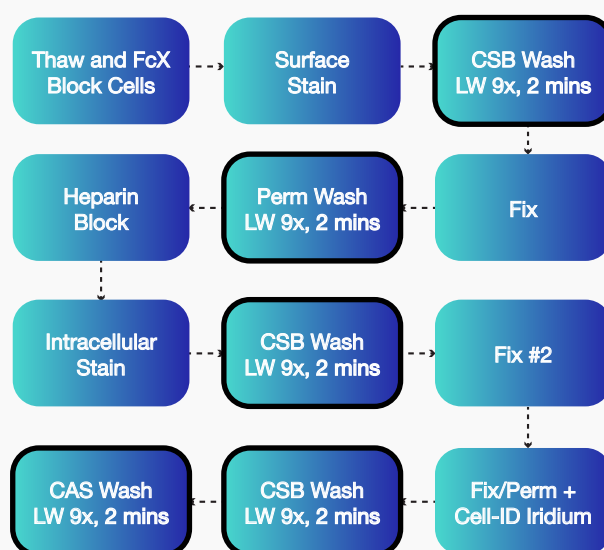 Thaw and FcX
Block Cells
Surface
Stain
CSB Wash
LW 9x, 2 mins
Fix
Perm Wash
LW 9x, 2 mins
Heparin
Block
Intracellular
Stain
CSB Wash
LW 9x, 2 mins
Fix #2
Fix/Perm +
Cell-ID Iridium
CSB Wash
LW 9x, 2 mins
CAS Wash
LW 9x, 2 mins